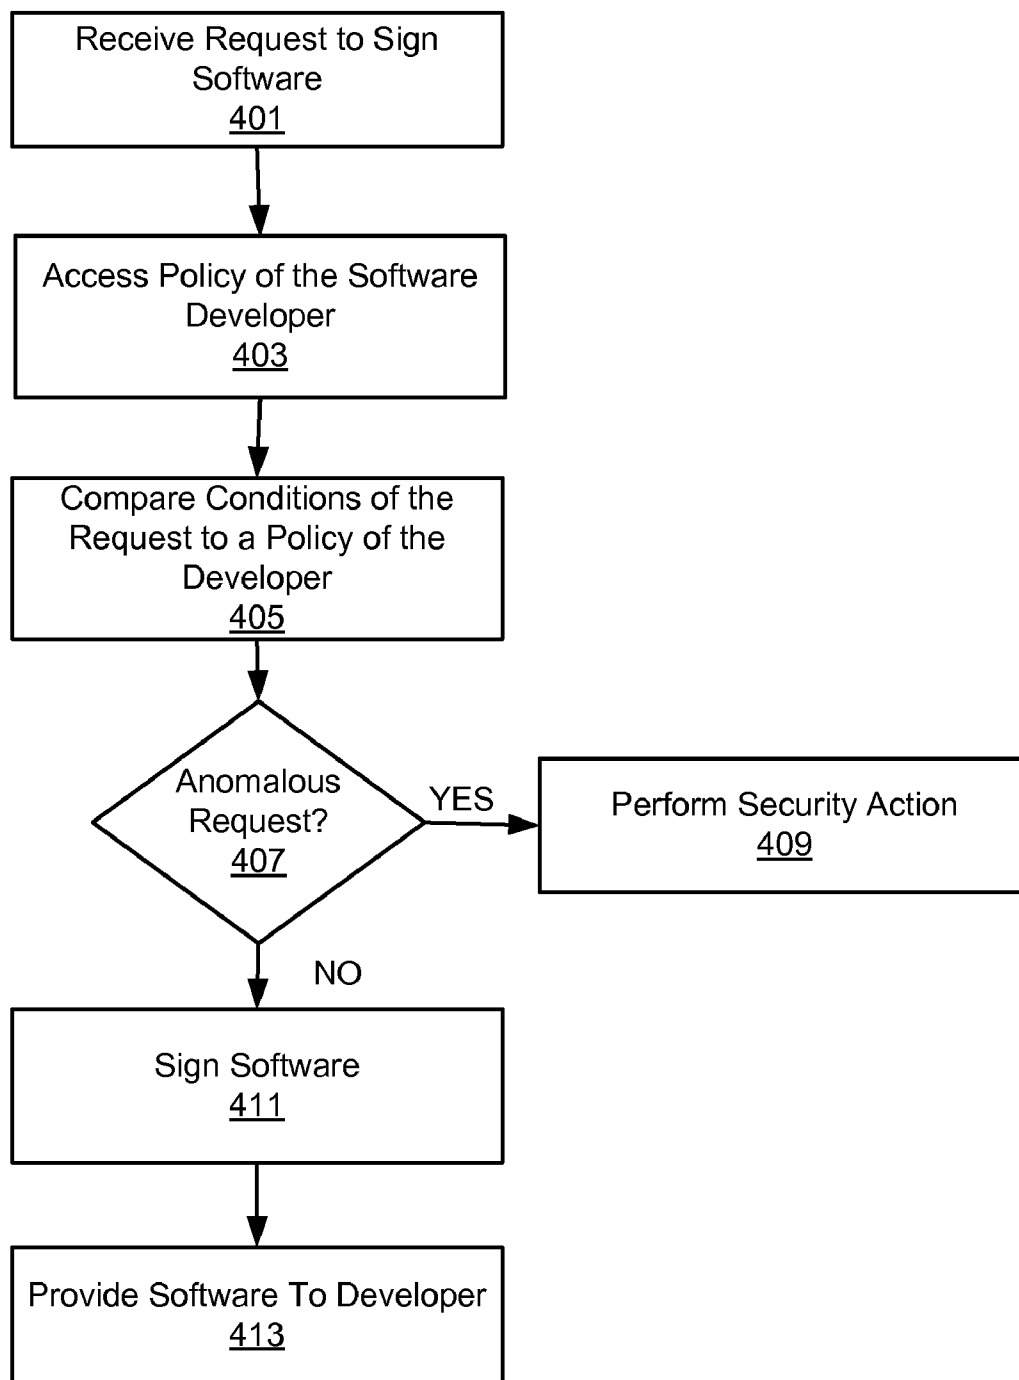 Receive Request to Sign
Software
401
Access Policy of the Software
Developer
403
Compare Conditions of the
Request to a Policy of the
Developer
405
Anomalous
Request?
407
YES
Perform Security Action
409
NO
Sign Software
411
Provide Software To Developer
413